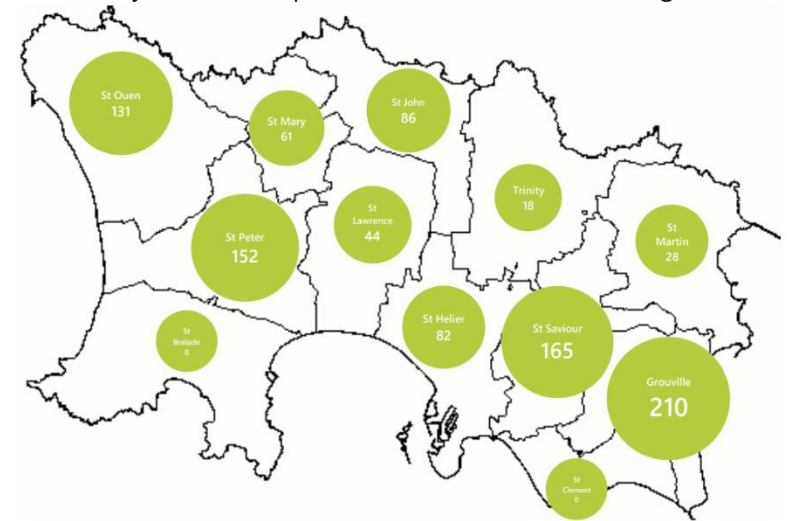 St Ouen
131
St Mary
61
St John
86
Trinity
18
St
Lawrence
44
St
Martin
28
St Peter
152
St Helier
82
St
Brelade
0
St Saviour
165
Grouville
210
St
Clement
0